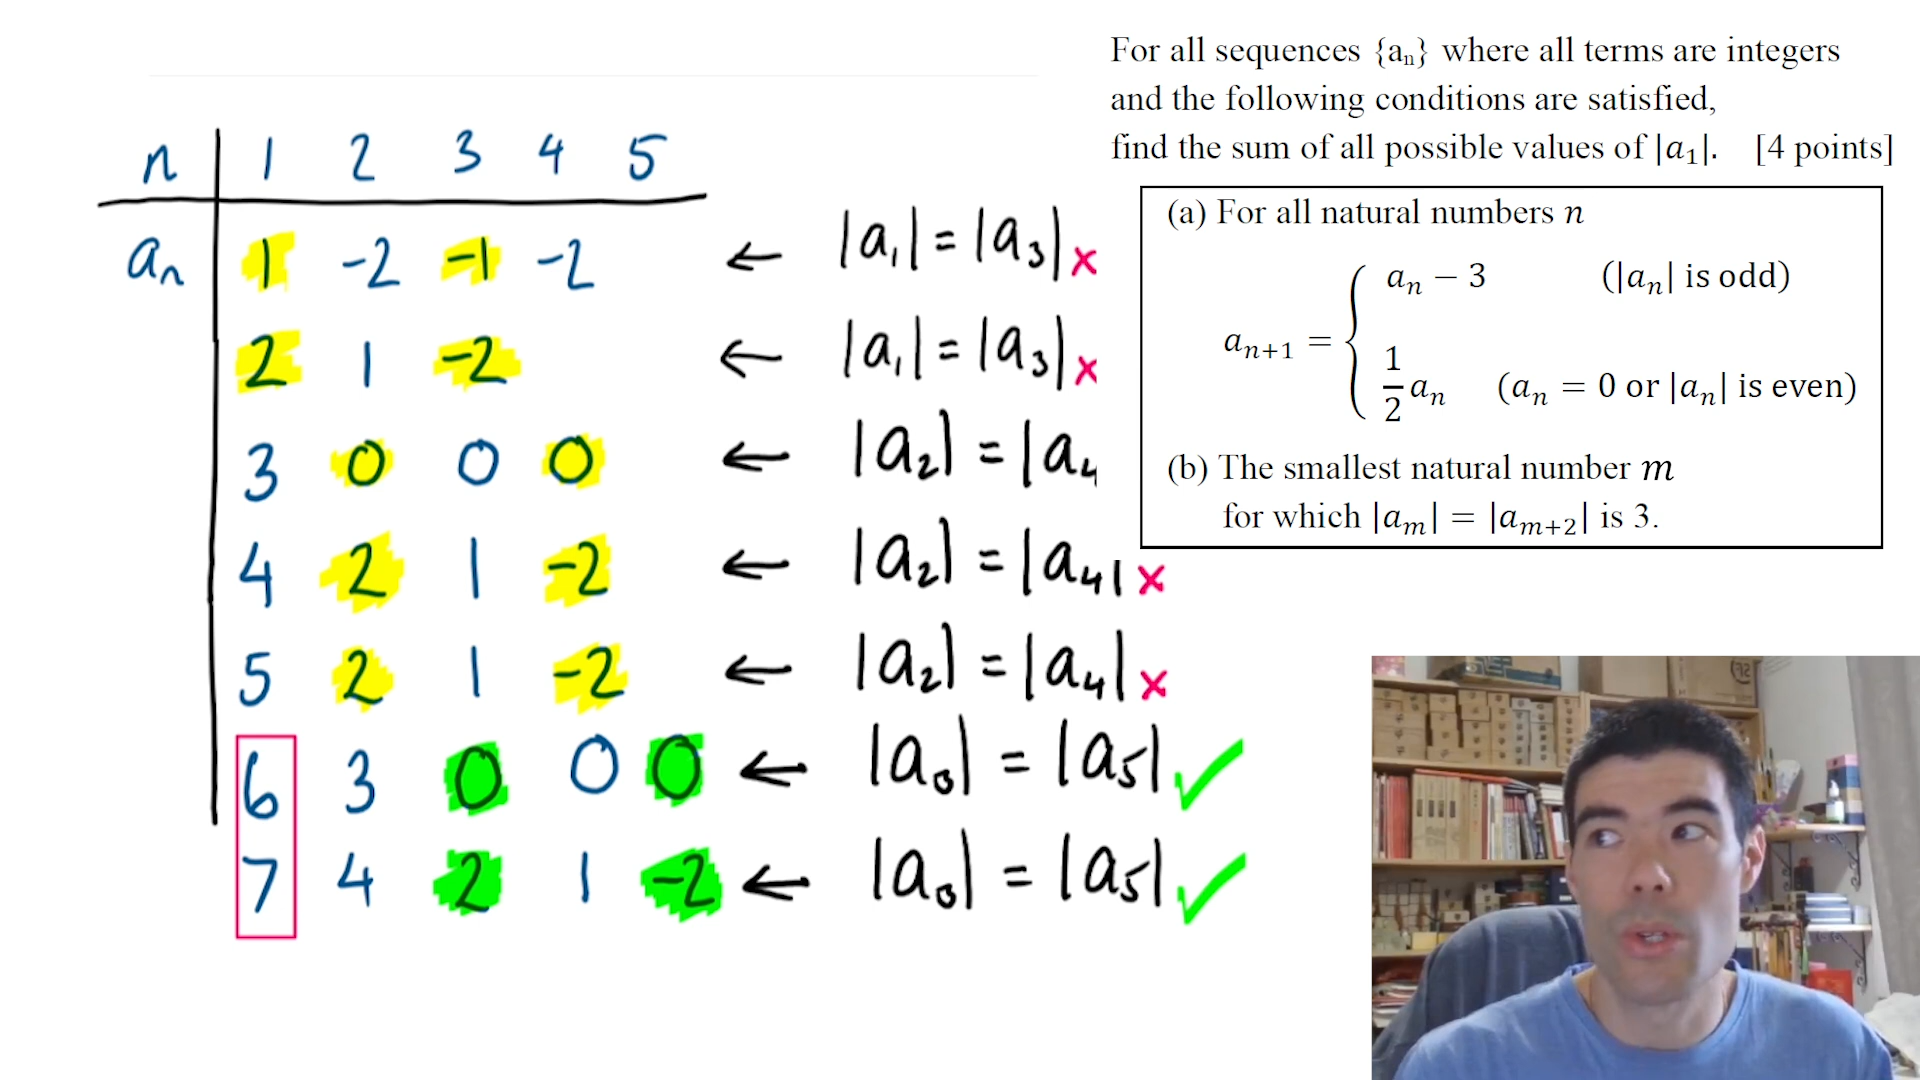 For all sequences {aₙ} where all terms are integers
and the following conditions are satisfied,
find the sum of all possible values of |a₁|. [4 points]
(a) For all natural numbers n
aₙ₊₁ = { aₙ − 3 (|aₙ| is odd)
½aₙ (aₙ = 0 or |aₙ| is even)
(b) The smallest natural number m
for which |aₘ| = |aₘ₊₂| is 3.
n 1 2 3 4 5
aₙ 1 -2 -1 -2 ← |a₁| = |a₃| ×
2 1 -2 ← |a₁| = |a₃| ×
3 0 0 0 ← |a₂| = |a₄
4 2 1 -2 ← |a₂| = |a₄| ×
5 2 1 -2 ← |a₂| = |a₄| ×
6 3 0 0 0 ← |a₀| = |a₅| ✓
7 4 2 1 -2 ← |a₀| = |a₅| ✓